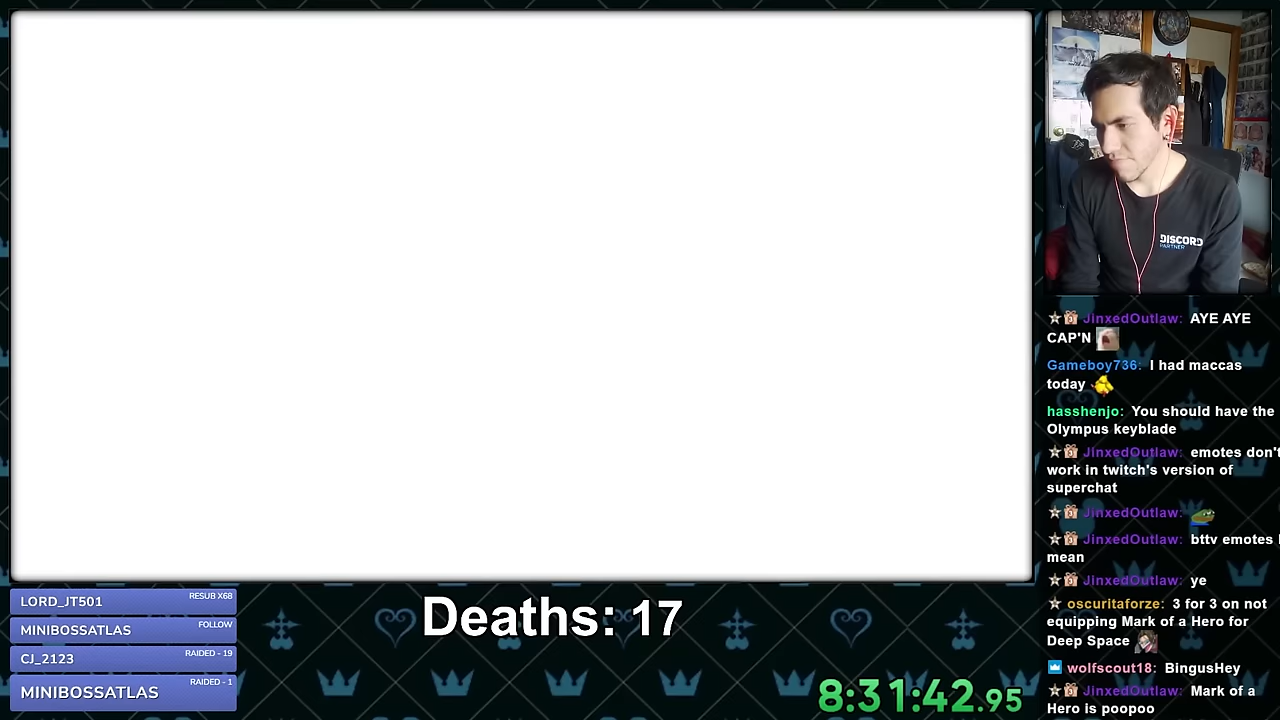 DISCORD
PARTNER
JinxedOutlaw: AYE AYE
CAP'N
Gameboy736: I had maccas
today
hasshenjo: You should have the
Olympus keyblade
JinxedOutlaw: emotes don't
work in twitch's version of
superchat
JinxedOutlaw:
JinxedOutlaw: bttv emotes I
mean
JinxedOutlaw: ye
oscuritaforze: 3 for 3 on not
equipping Mark of a Hero for
Deep Space
wolfscout18: BingusHey
JinxedOutlaw: Mark of a
Hero is poopoo
LORD_JT501 RESUB X68
MINIBOSSATLAS FOLLOW
CJ_2123 RAIDED - 19
MINIBOSSATLAS RAIDED - 1
Deaths: 17
8:31:42.95